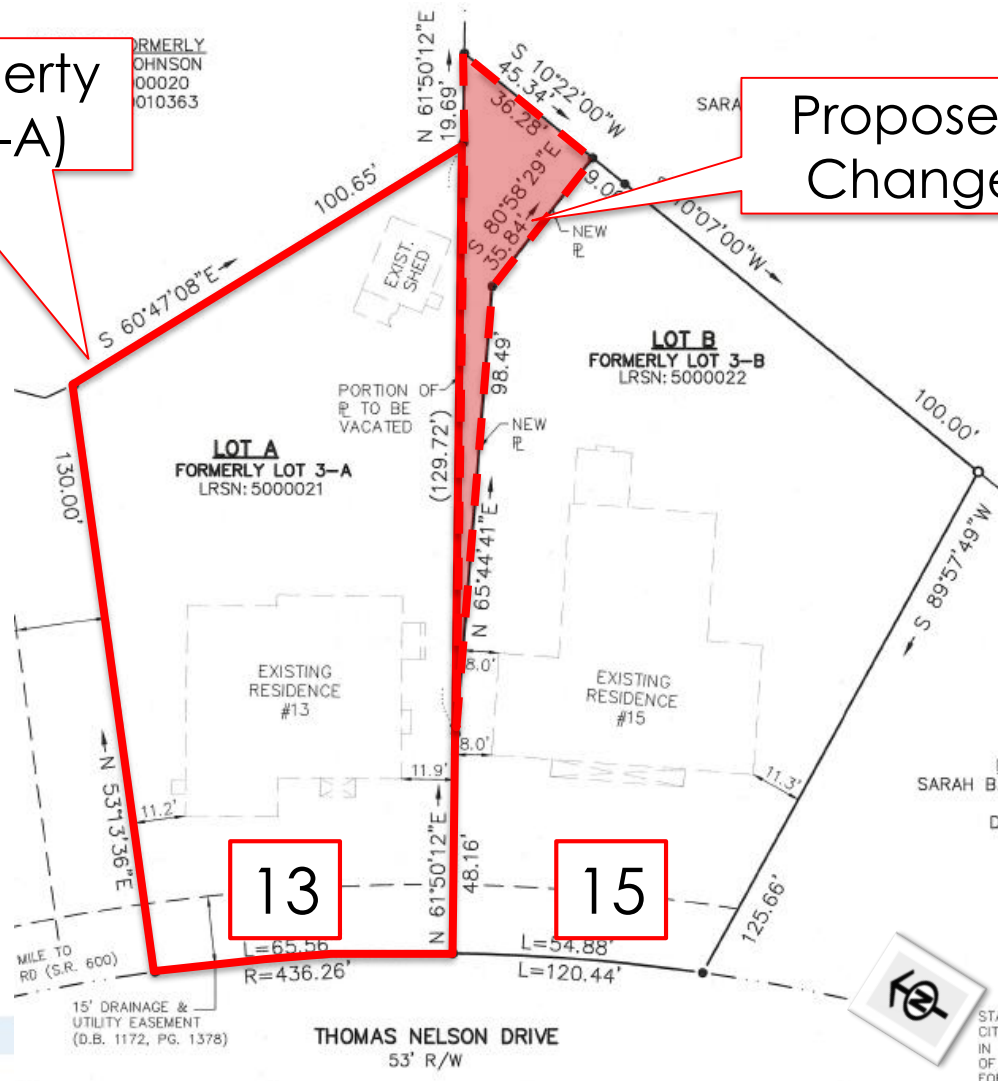 ORMERLY
OHNSON
00020
010363
erty
-A)
N 61°50'12"E
19.69'
S 10°22'00"W
45.34'
36.28'
SARA
Propose
Change
100.65'
S 60°47'08"E
EXIST.
SHED
S 80°58'29"E
35.84'
NEW
PL
10°07'00"W
LOT B
FORMERLY LOT 3-B
LRSN: 5000022
98.49'
PORTION OF
PL TO BE
VACATED
(129.72')
NEW
PL
100.00'
LOT A
FORMERLY LOT 3-A
LRSN: 5000021
130.00'
N 65°44'41"E
S 89°57'49"W
8.0'
EXISTING
RESIDENCE
#13
EXISTING
RESIDENCE
#15
8.0'
11.9'
11.3'
11.2'
SARAH B
D
N 53°13'36"E
N 61°50'12"E
48.16'
13
15
125.66'
L=65.56
R=436.26'
L=54.88'
L=120.44'
MILE TO
RD (S.R. 600)
15' DRAINAGE &
UTILITY EASEMENT
(D.B. 1172, PG. 1378)
THOMAS NELSON DRIVE
53' R/W
N
STA
CIT
IN
OF
FOR